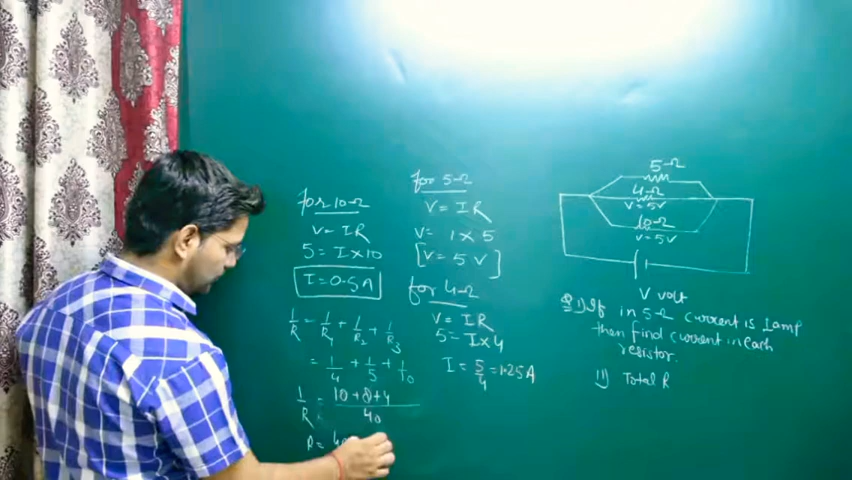 for 10Ω
V = IR
5 = I×10
I = 0.5A
1/R = 1/R1 + 1/R2 + 1/R3
= 1/4 + 1/5 + 1/10
1/R = 10+8+4/40
R = 40
for 5Ω
V = IR
V = 1×5
[V = 5V]
for 4Ω
V = IR
5 = I×4
I = 5/4 = 1.25A
5Ω
4Ω
V = 5V
10Ω
V = 5V
V volt
Q1) If in 5Ω current is 1amp
then find current in each
resistor.
ii) Total R